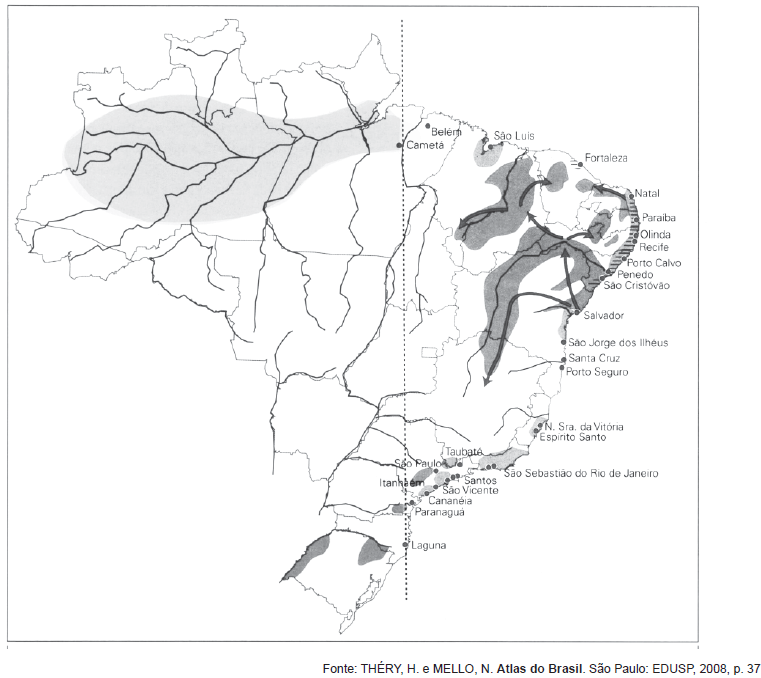 Belém
São Luís
Cametá
Fortaleza
Natal
Paraiba
Olinda
Recife
Porto Calvo
Penedo
São Cristóvão
Salvador
São Jorge dos Ilhéus
Santa Cruz
Porto Seguro
N. Sra. da Vitória
Espirito Santo
Taubaté
São Paulo
São Sebastião do Rio de Janeiro
Itanhaém
Santos
São Vicente
Cananéia
Paranaguá
Laguna
Fonte: THÉRY, H. e MELLO, N. Atlas do Brasil. São Paulo: EDUSP, 2008, p. 37